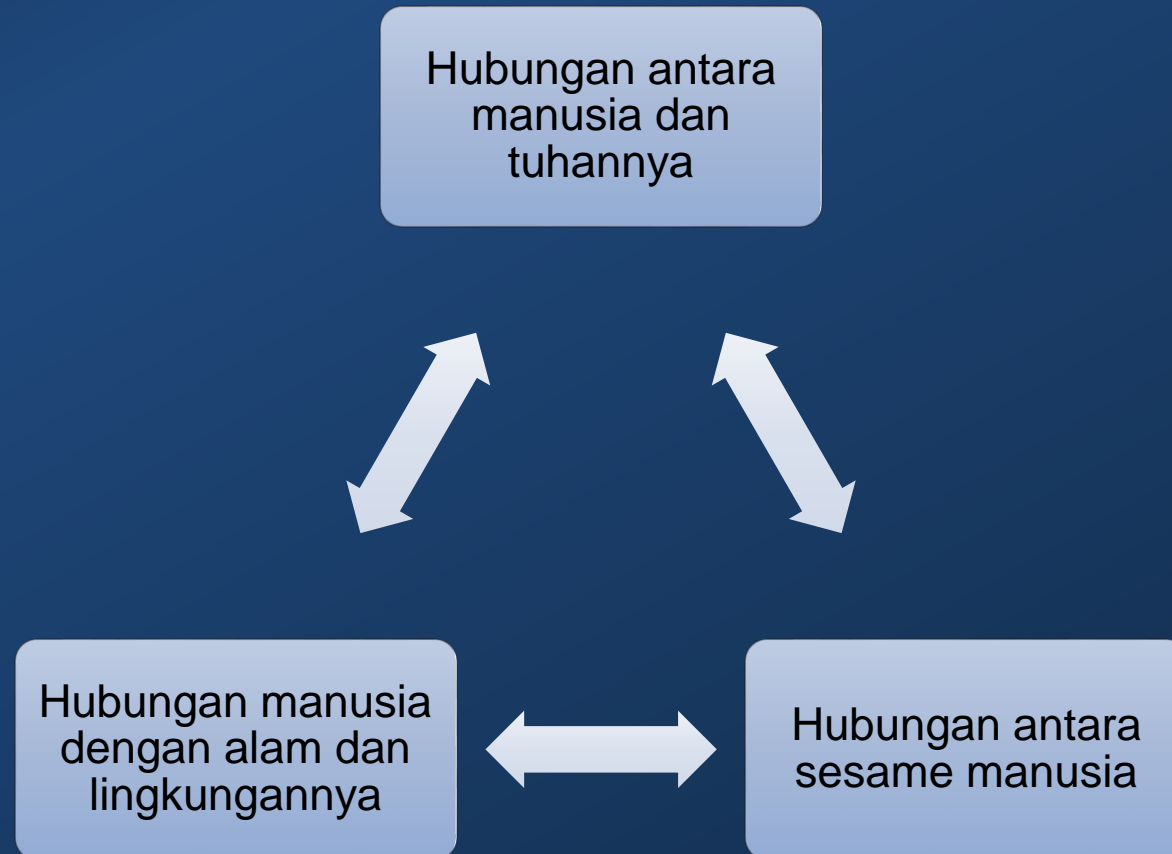 Hubungan antara
manusia dan
tuhannya
Hubungan manusia
dengan alam dan
lingkungannya
Hubungan antara
sesame manusia